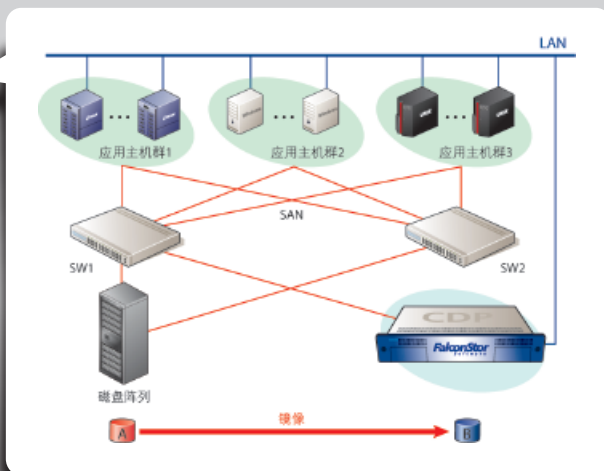 LAN
... ...  ...
应用主机群1
应用主机群2
应用主机群3
SAN
SW1
SW2
CDP
FalconStor
SOFTWARE
磁盘阵列
镜像
A
B